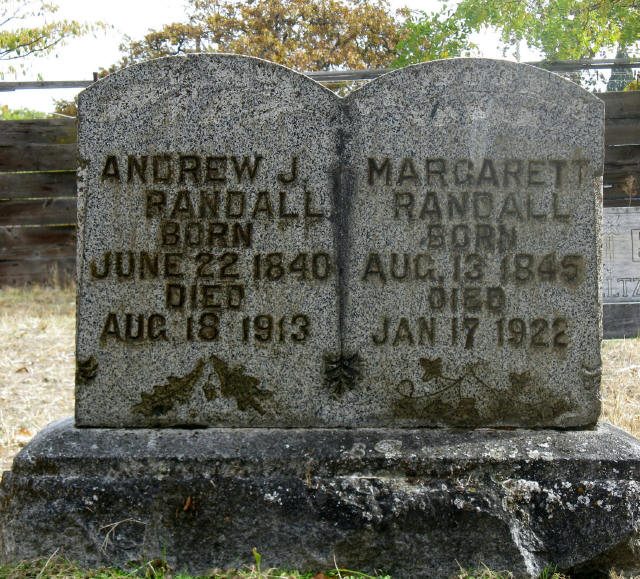 ANDREW J.
RANDALL
BORN
JUNE 22 1840
DIED
AUG. 18 1913
MARGARETT
RANDALL
BORN
AUG. 13 1845
DIED
JAN 17 1922